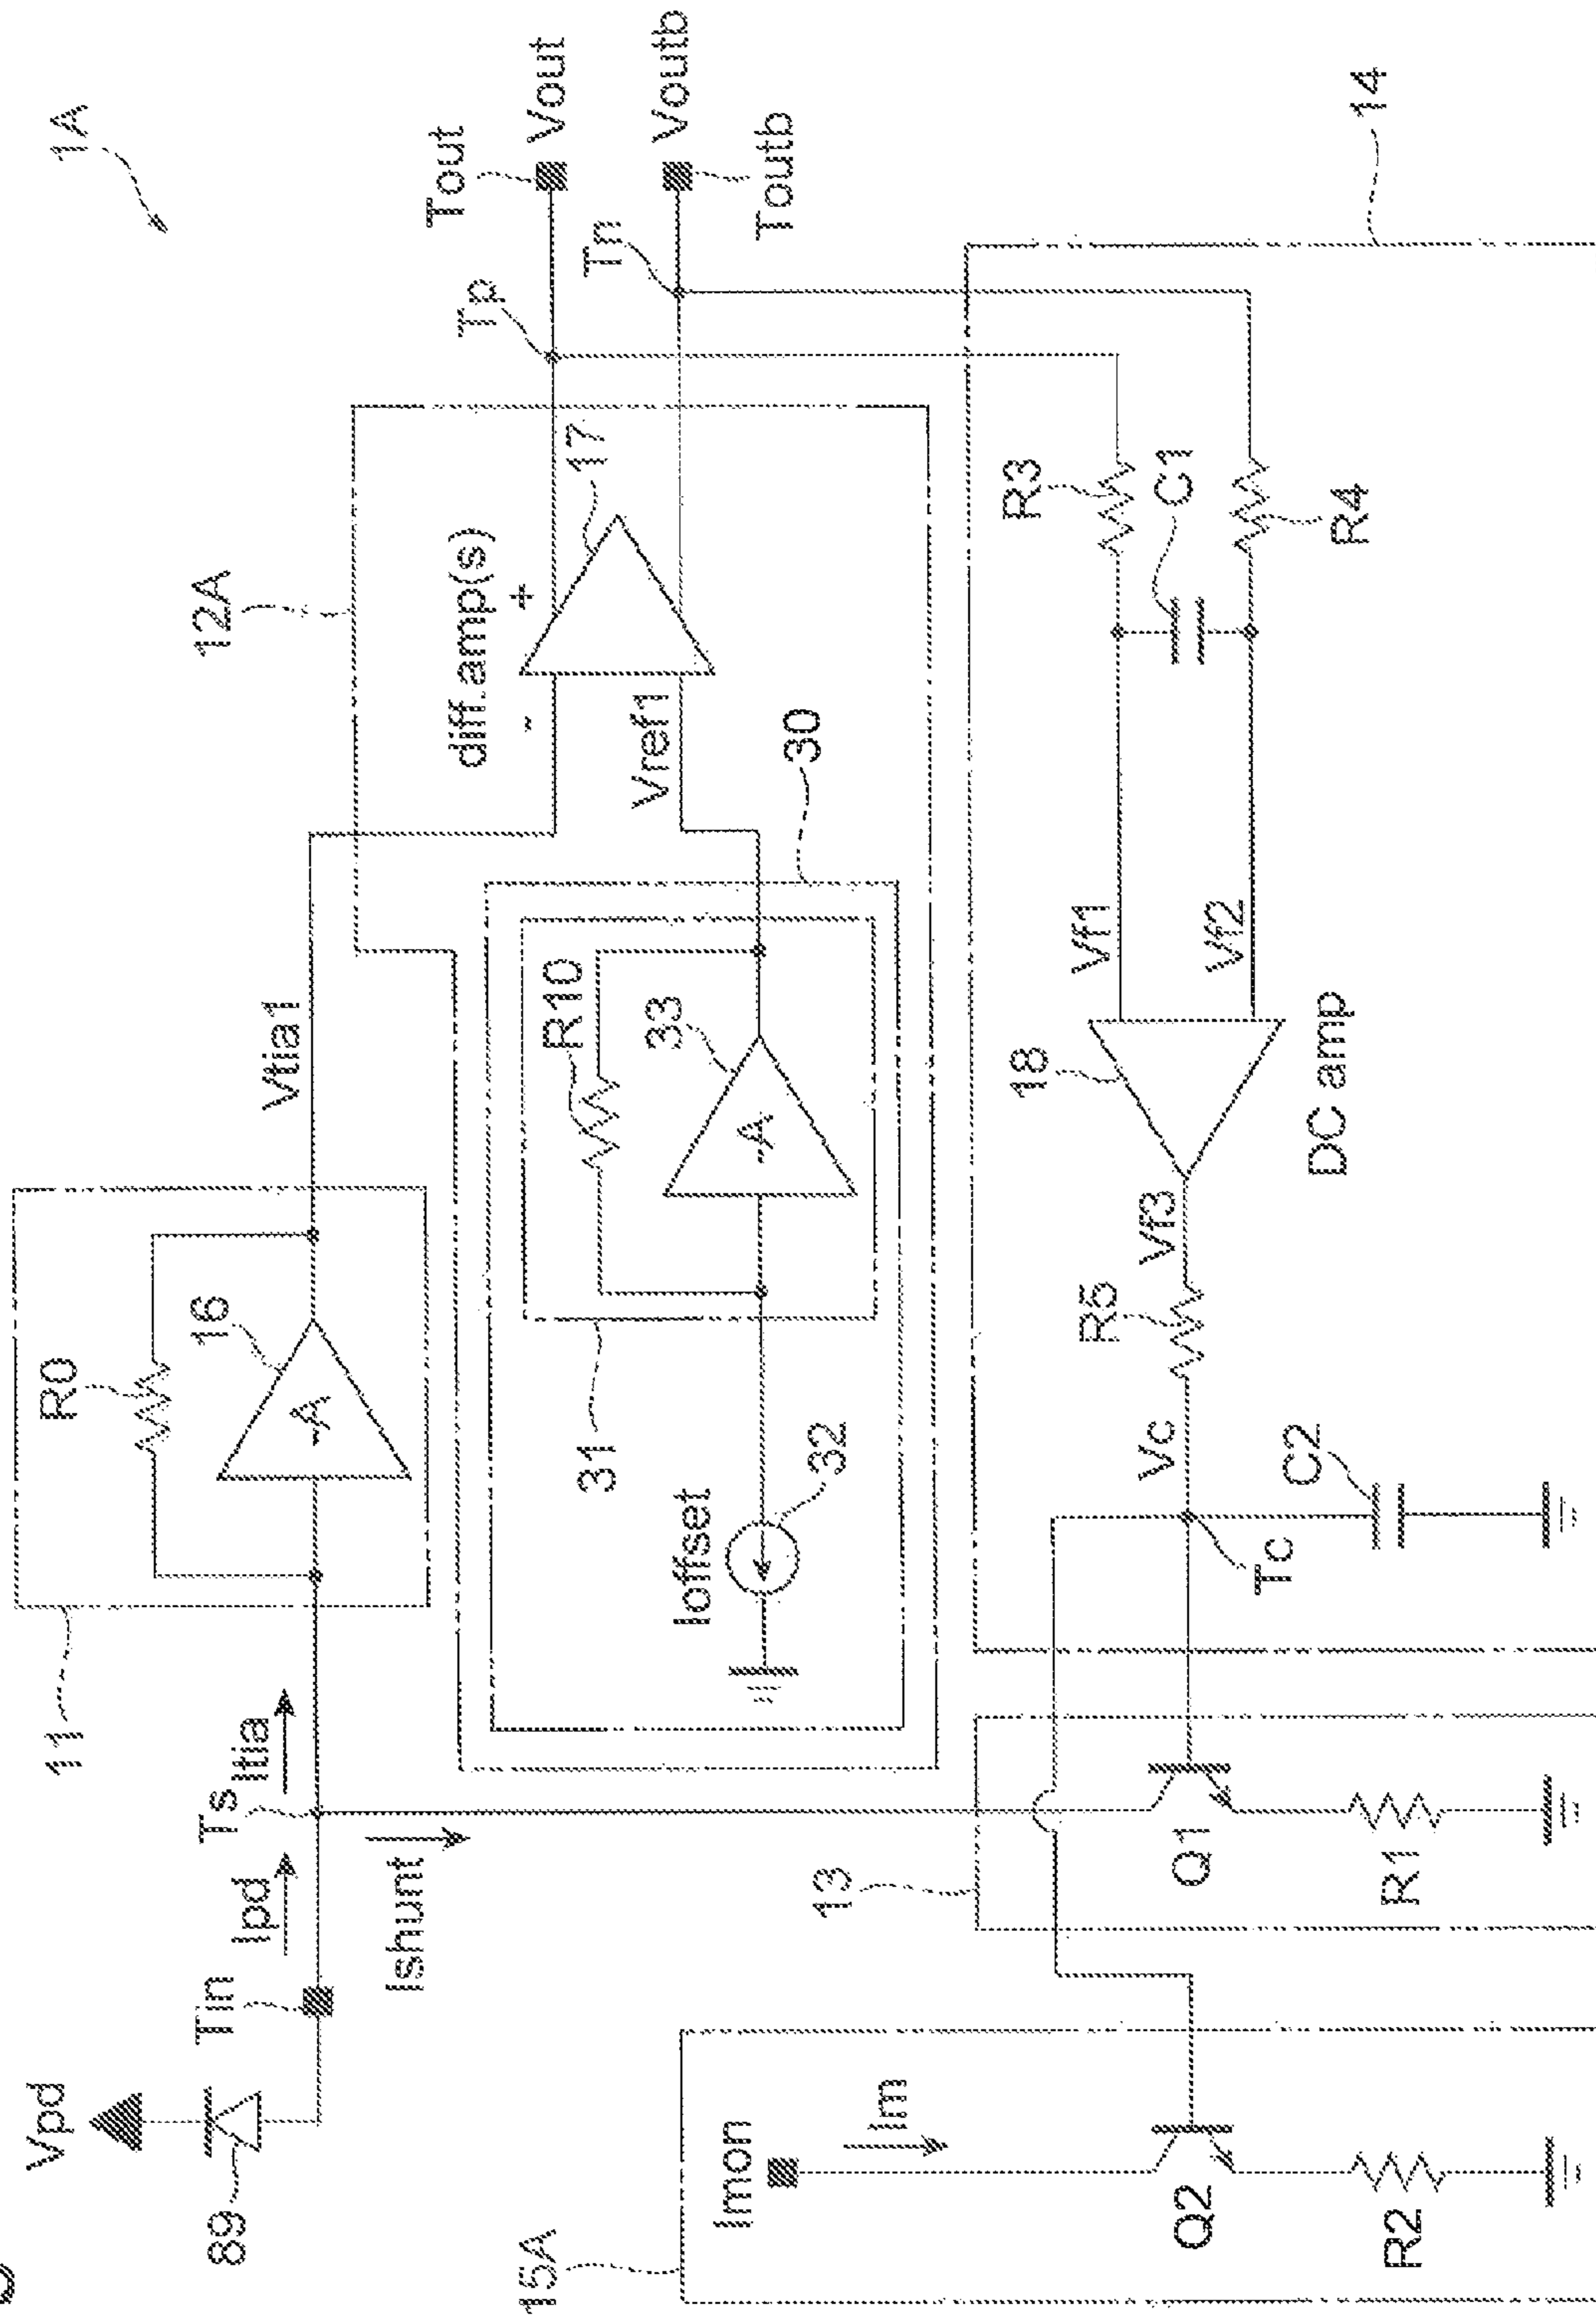 1A
Vpd
89
Tin
Ipd
Ts
Itia
Ishunt
11
R0
16
-A
Vtia1
12A
diff.amp(s)
-
+
17
Vref1
Tp
Tn
Tout
Vout
Voutb
Toutb
30
31
R10
33
-A
Ioffset
32
14
R3
C1
R4
Vf1
Vf2
18
DC amp
Vf3
R5
Vc
Tc
C2
13
Q1
R1
15A
Imon
Im
Q2
R2